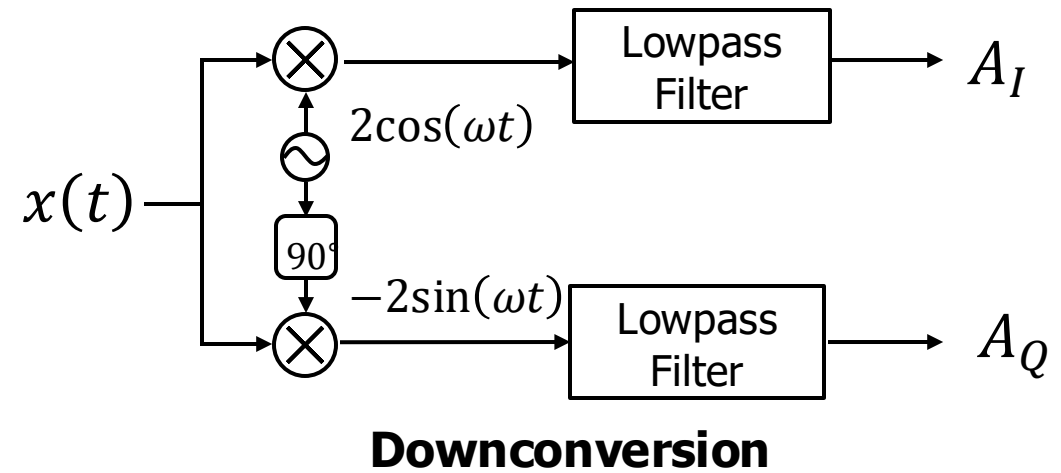 Lowpass
Filter
A_I
2cos(ωt)
x(t)
90°
−2sin(ωt)
Lowpass
Filter
A_Q
Downconversion